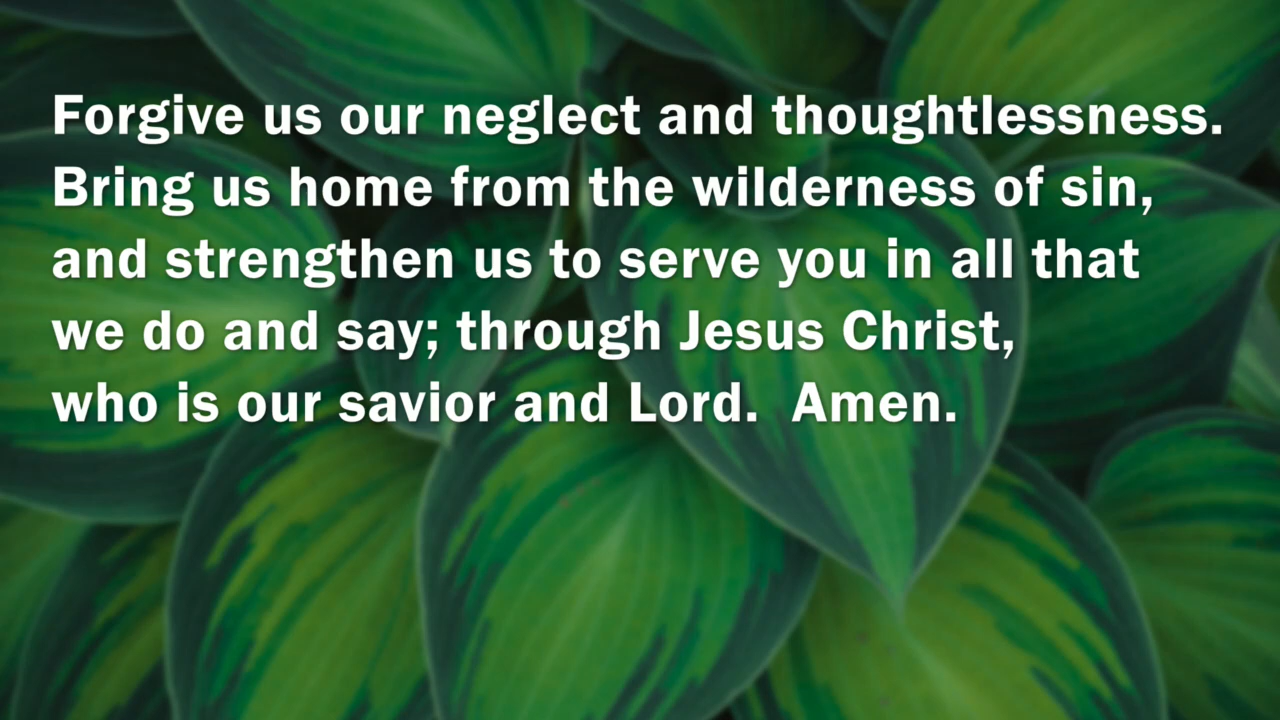 Forgive us our neglect and thoughtlessness.
Bring us home from the wilderness of sin,
and strengthen us to serve you in all that
we do and say; through Jesus Christ,
who is our savior and Lord.  Amen.